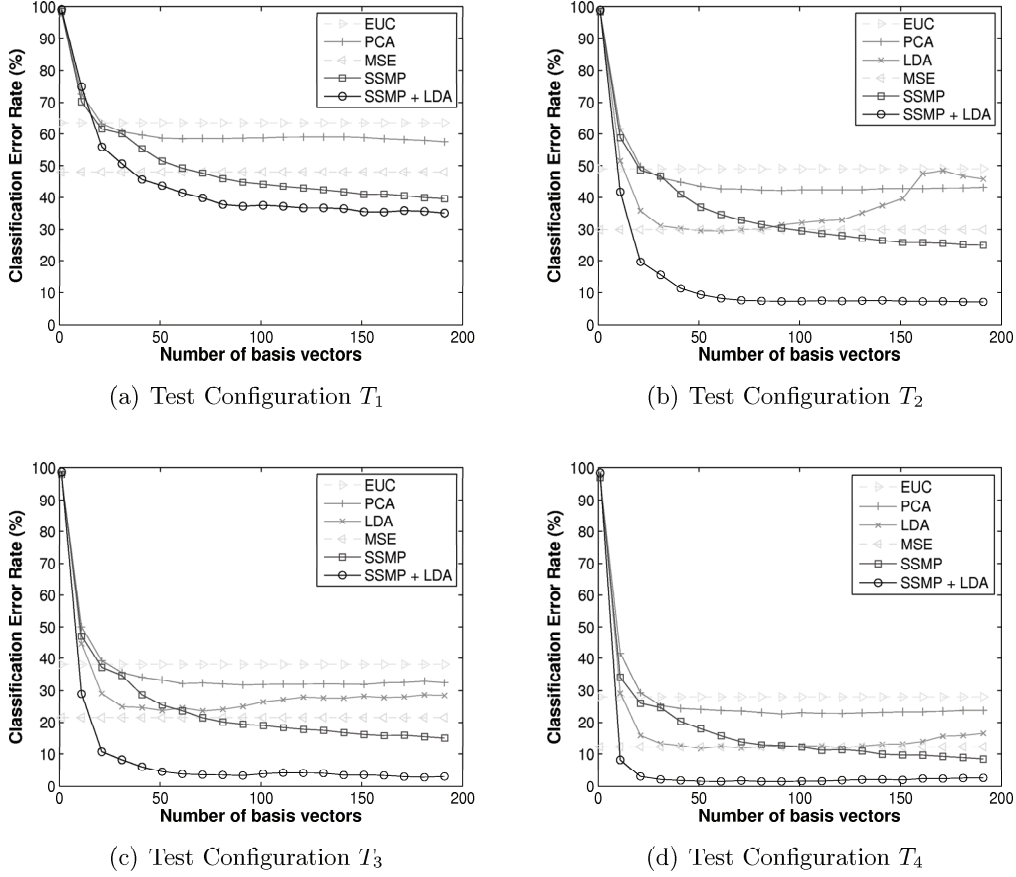 100
90
80
70
60
50
40
30
20
10
0
Classification Error Rate (%)
EUC
PCA
MSE
SSMP
SSMP + LDA
0 50 100 150 200
Number of basis vectors
(a) Test Configuration T1
100
90
80
70
60
50
40
30
20
10
0
Classification Error Rate (%)
EUC
PCA
LDA
MSE
SSMP
SSMP + LDA
0 50 100 150 200
Number of basis vectors
(b) Test Configuration T2
100
90
80
70
60
50
40
30
20
10
0
Classification Error Rate (%)
EUC
PCA
LDA
MSE
SSMP
SSMP + LDA
0 50 100 150 200
Number of basis vectors
(c) Test Configuration T3
100
90
80
70
60
50
40
30
20
10
0
Classification Error Rate (%)
EUC
PCA
LDA
MSE
SSMP
SSMP + LDA
0 50 100 150 200
Number of basis vectors
(d) Test Configuration T4